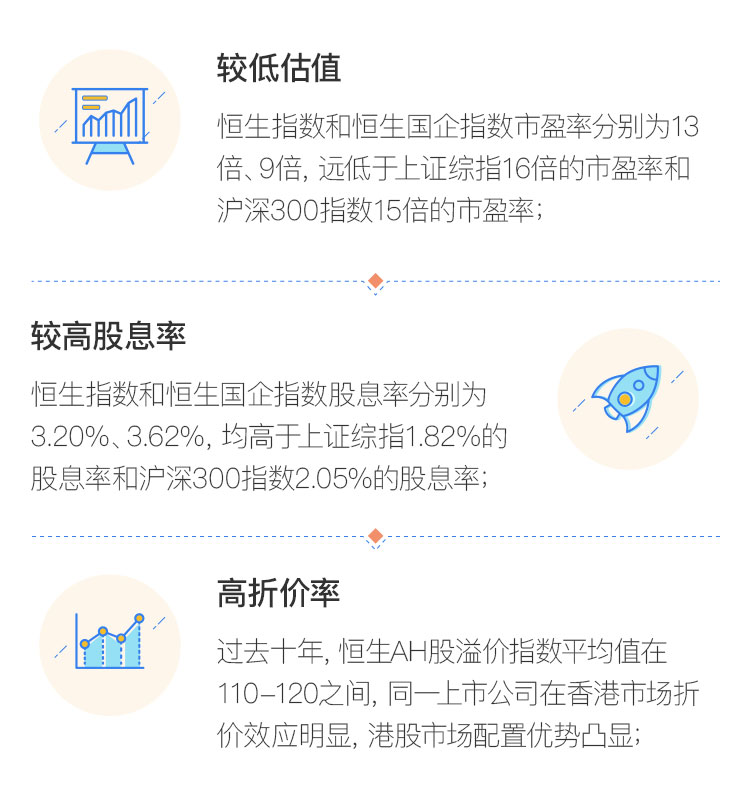 较低估值
恒生指数和恒生国企指数市盈率分别为13
倍、9倍, 远低于上证综指16倍的市盈率和
沪深300指数15倍的市盈率;
较高股息率
恒生指数和恒生国企指数股息率分别为
3.20%、3.62%, 均高于上证综指1.82%的
股息率和沪深300指数2.05%的股息率;
高折价率
过去十年, 恒生AH股溢价指数平均值在
110–120之间, 同一上市公司在香港市场折
价效应明显, 港股市场配置优势凸显;